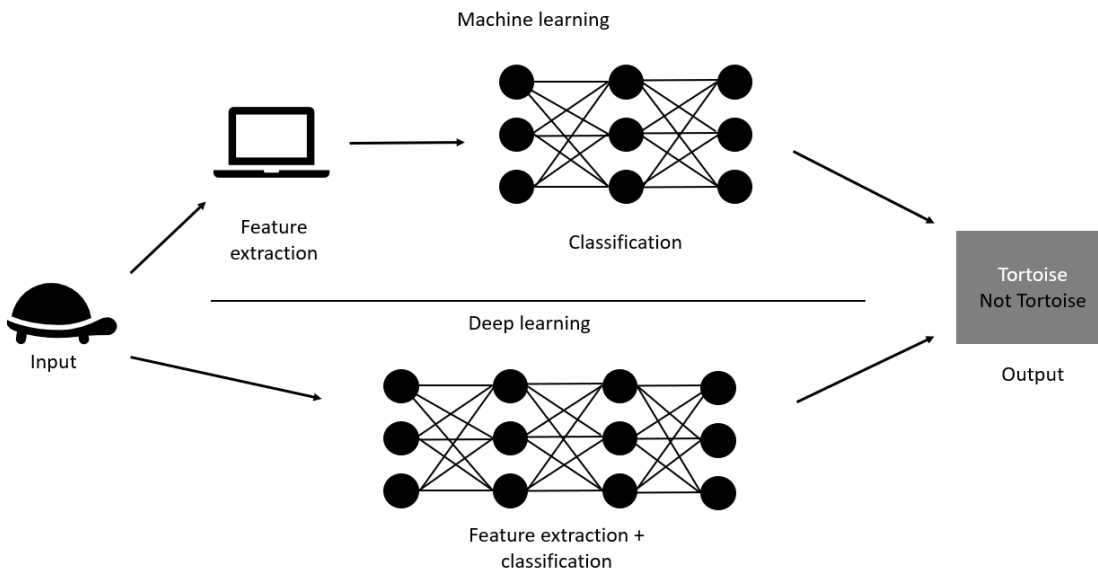 Machine learning
Feature
extraction
Classification
Input
Deep learning
Feature extraction +
classification
Tortoise
Not Tortoise
Output